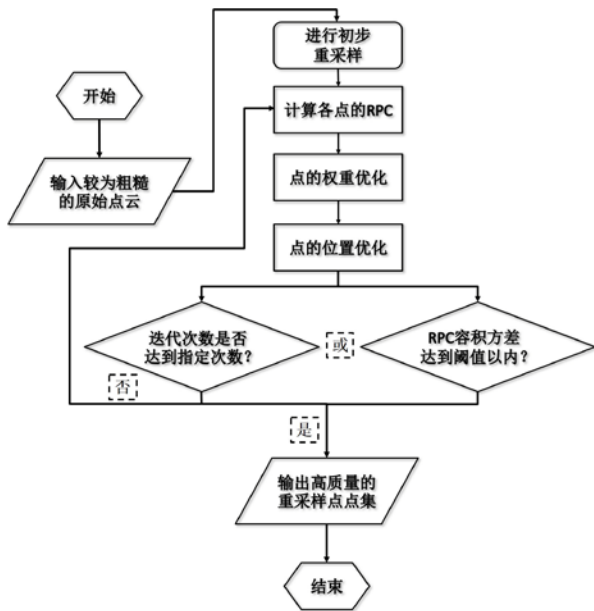 开始
输入较为粗糙
的原始点云
进行初步
重采样
计算各点的RPC
点的权重优化
点的位置优化
迭代次数是否
达到指定次数?
或
RPC容积方差
达到阈值以内?
否
是
输出高质量的
重采样点点集
结束